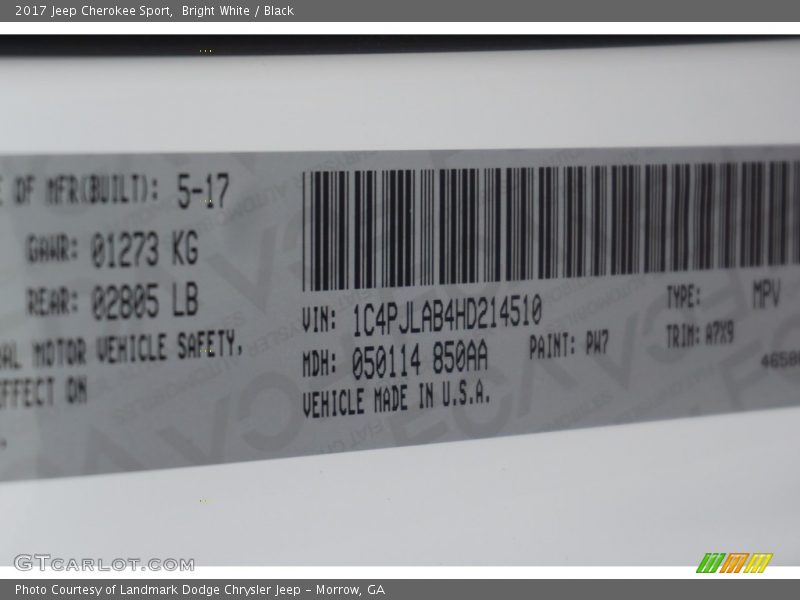 2017 Jeep Cherokee Sport, Bright White / Black
E OF MFR(BUILT): 5-17
GAWR: 01273 KG
REAR: 02805 LB
AL MOTOR VEHICLE SAFETY,
EFFECT ON
VIN: 1C4PJLAB4HD214510
MDH: 050114 850AA
VEHICLE MADE IN U.S.A.
PAINT: PW7
TYPE: MPV
TRIM: A7X9
GTCARLOT.COM
Photo Courtesy of Landmark Dodge Chrysler Jeep – Morrow, GA